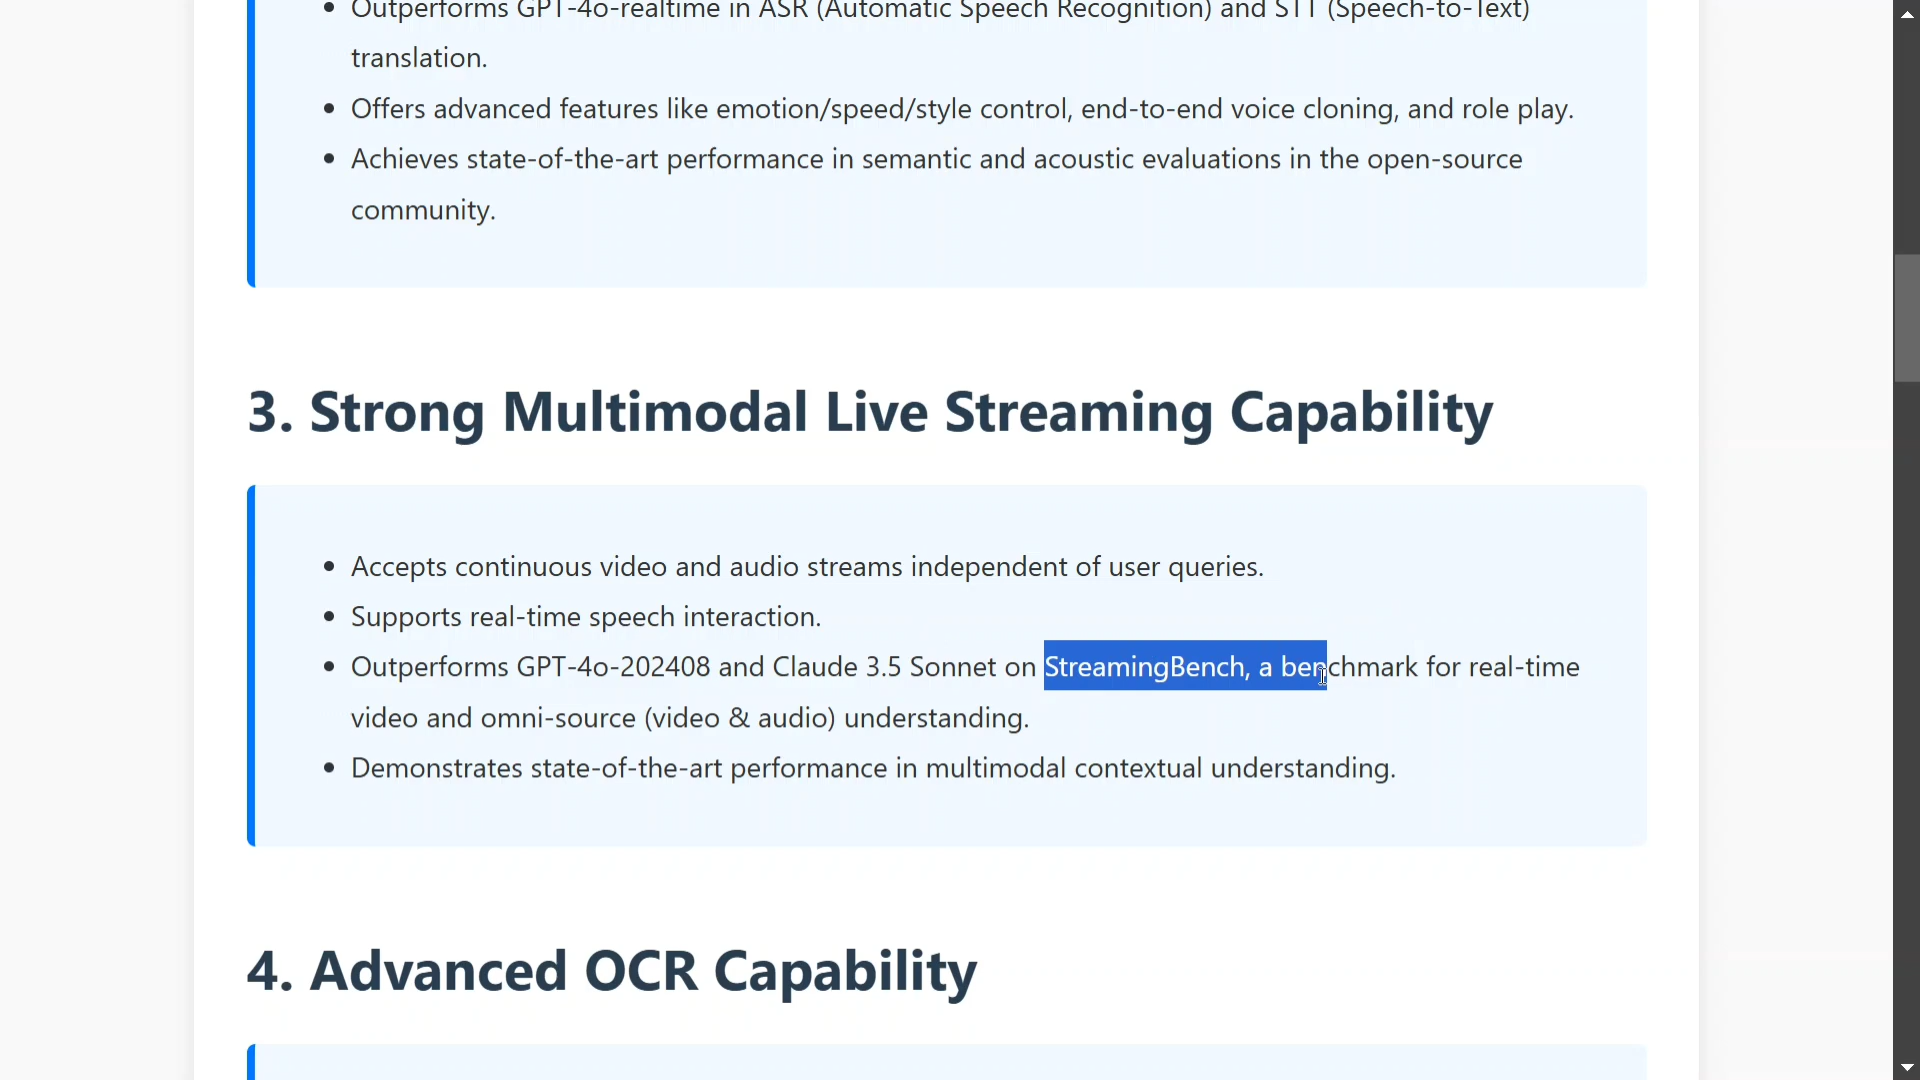 Outperforms GPT-4o-realtime in ASR (Automatic Speech Recognition) and STT (Speech-to-Text)
translation.
Offers advanced features like emotion/speed/style control, end-to-end voice cloning, and role play.
Achieves state-of-the-art performance in semantic and acoustic evaluations in the open-source
community.
3. Strong Multimodal Live Streaming Capability
Accepts continuous video and audio streams independent of user queries.
Supports real-time speech interaction.
Outperforms GPT-4o-202408 and Claude 3.5 Sonnet on StreamingBench, a benchmark for real-time
video and omni-source (video & audio) understanding.
Demonstrates state-of-the-art performance in multimodal contextual understanding.
4. Advanced OCR Capability